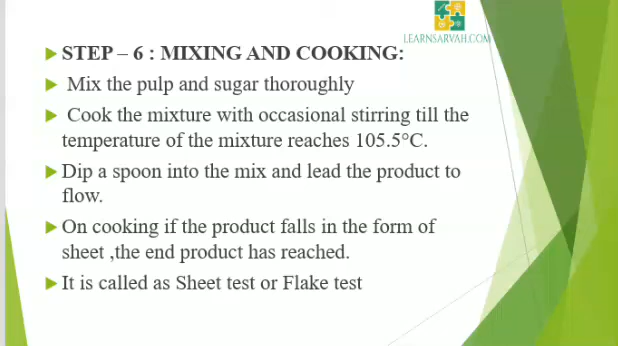 LEARNSARVAH.COM
STEP – 6 : MIXING AND COOKING:
Mix the pulp and sugar thoroughly
Cook the mixture with occasional stirring till the
temperature of the mixture reaches 105.5°C.
Dip a spoon into the mix and lead the product to
flow.
On cooking if the product falls in the form of
sheet ,the end product has reached.
It is called as Sheet test or Flake test